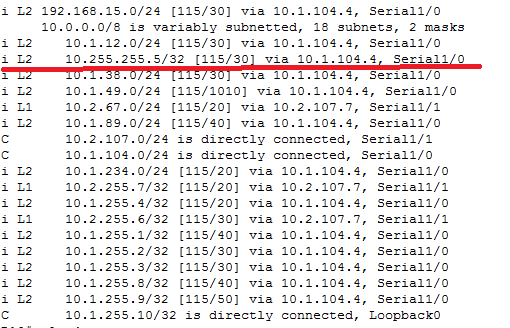 i L2 192.168.15.0/24 [115/30] via 10.1.104.4, Serial1/0
10.0.0.0/8 is variably subnetted, 18 subnets, 2 masks
i L2 10.1.12.0/24 [115/30] via 10.1.104.4, Serial1/0
i L2 10.255.255.5/32 [115/30] via 10.1.104.4, Serial1/0
i L2 10.1.38.0/24 [115/30] via 10.1.104.4, Serial1/0
i L2 10.1.49.0/24 [115/1010] via 10.1.104.4, Serial1/0
i L1 10.2.67.0/24 [115/20] via 10.2.107.7, Serial1/1
i L2 10.1.89.0/24 [115/40] via 10.1.104.4, Serial1/0
C 10.2.107.0/24 is directly connected, Serial1/1
C 10.1.104.0/24 is directly connected, Serial1/0
i L2 10.1.234.0/24 [115/20] via 10.1.104.4, Serial1/0
i L1 10.2.255.7/32 [115/20] via 10.2.107.7, Serial1/1
i L2 10.1.255.4/32 [115/20] via 10.1.104.4, Serial1/0
i L1 10.2.255.6/32 [115/30] via 10.2.107.7, Serial1/1
i L2 10.1.255.1/32 [115/40] via 10.1.104.4, Serial1/0
i L2 10.1.255.2/32 [115/30] via 10.1.104.4, Serial1/0
i L2 10.1.255.3/32 [115/30] via 10.1.104.4, Serial1/0
i L2 10.1.255.8/32 [115/40] via 10.1.104.4, Serial1/0
i L2 10.1.255.9/32 [115/50] via 10.1.104.4, Serial1/0
C 10.1.255.10/32 is directly connected, Loopback0